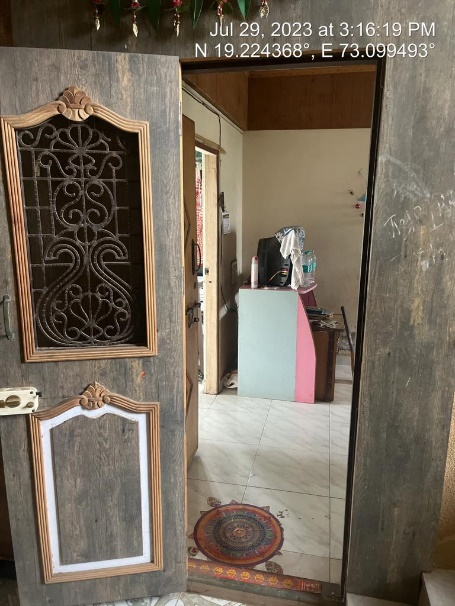 Jul 29, 2023 at 3:16:19 PM
N 19.224368°, E 73.099493°